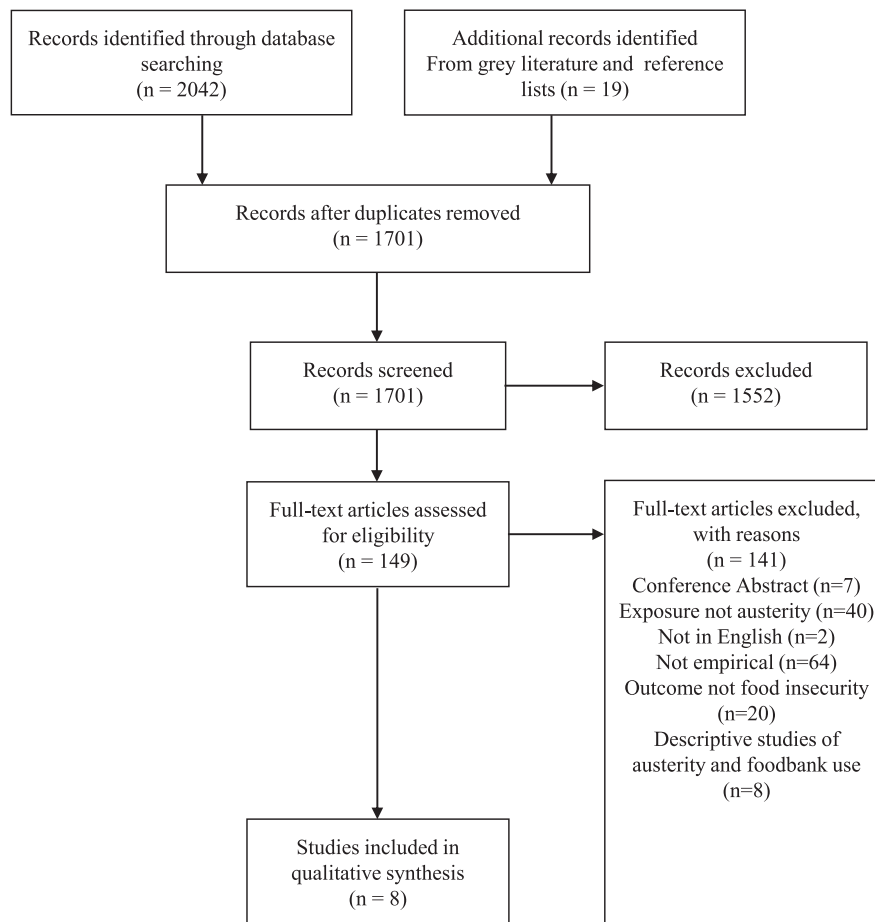 Records identified through database
searching
(n = 2042)
Additional records identified
From grey literature and reference
lists (n = 19)
Records after duplicates removed
(n = 1701)
Records screened
(n = 1701)
Records excluded
n = 1552)
Full-text articles assessed
for eligibility
(n = 149)
Full-text articles excluded,
with reasons
(n = 141)
Conference Abstract (n=7)
Exposure not austerity (n=40)
Not in English (n=2)
Not empirical (n=64)
Outcome not food insecurity
(n=20)
Descriptive studies of
austerity and foodbank use
(n=8)
Studies included in
qualitative synthesis
(n = 8)